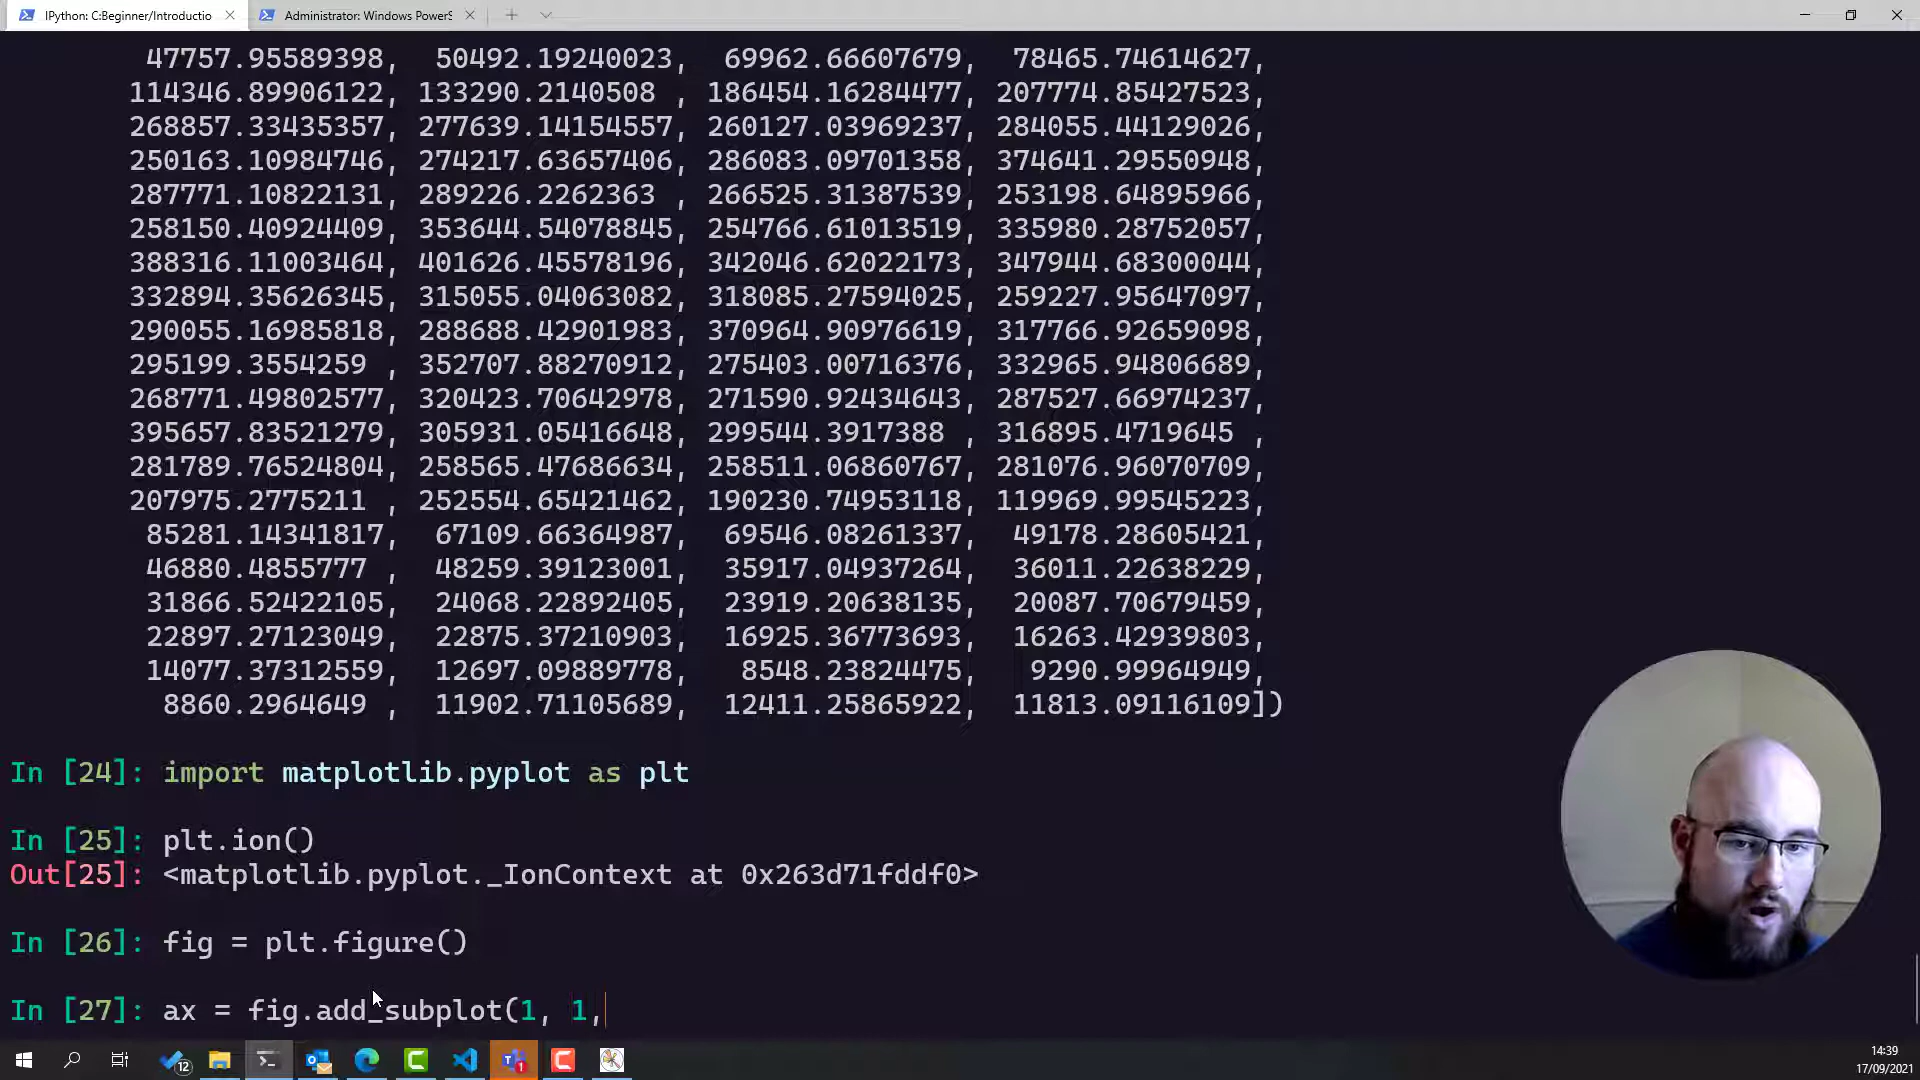 IPython: C:Beginner/Introductio
Administrator: Windows PowerS
47757.95589398, 50492.19240023, 69962.66607679, 78465.74614627,
114346.89906122, 133290.2140508 , 186454.16284477, 207774.85427523,
268857.33435357, 277639.14154557, 260127.03969237, 284055.44129026,
250163.10984746, 274217.63657406, 286083.09701358, 374641.29550948,
287771.10822131, 289226.2262363 , 266525.31387539, 253198.64895966,
258150.40924409, 353644.54078845, 254766.61013519, 335980.28752057,
388316.11003464, 401626.45578196, 342046.62022173, 347944.68300044,
332894.35626345, 315055.04063082, 318085.27594025, 259227.95647097,
290055.16985818, 288688.42901983, 370964.90976619, 317766.92659098,
295199.3554259 , 352707.88270912, 275403.00716376, 332965.94806689,
268771.49802577, 320423.70642978, 271590.92434643, 287527.66974237,
395657.83521279, 305931.05416648, 299544.3917388 , 316895.4719645 ,
281789.76524804, 258565.47686634, 258511.06860767, 281076.96070709,
207975.2775211 , 252554.65421462, 190230.74953118, 119969.99545223,
85281.14341817, 67109.66364987, 69546.08261337, 49178.28605421,
46880.4855777 , 48259.39123001, 35917.04937264, 36011.22638229,
31866.52422105, 24068.22892405, 23919.20638135, 20087.70679459,
22897.27123049, 22875.37210903, 16925.36773693, 16263.42939803,
14077.37312559, 12697.09889778, 8548.23824475, 9290.99964949,
8860.2964649 , 11902.71105689, 12411.25865922, 11813.09116109])
In [24]: import matplotlib.pyplot as plt
In [25]: plt.ion()
Out[25]: <matplotlib.pyplot._IonContext at 0x263d71fddf0>
In [26]: fig = plt.figure()
In [27]: ax = fig.add_subplot(1, 1,
12
1
14:39
17/09/2021